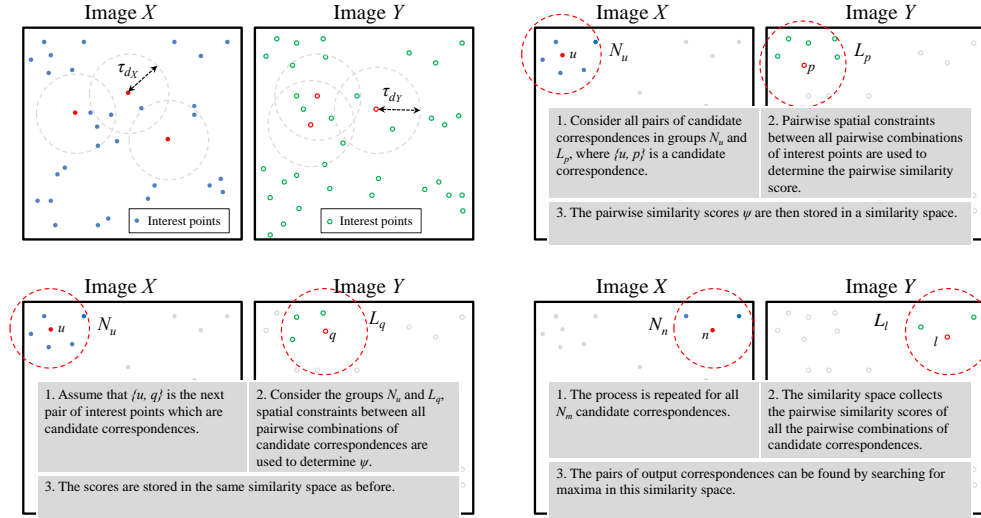 Image X
Image Y
τ_{d_X}
τ_{d_Y}
Interest points
Interest points
Image X
Image Y
u
N_u
p
L_p
1. Consider all pairs of candidate
correspondences in groups N_u and
L_p, where {u, p} is a candidate
correspondence.
2. Pairwise spatial constraints
between all pairwise combinations
of interest points are used to
determine the pairwise similarity
score.
3. The pairwise similarity scores ψ are then stored in a similarity space.
Image X
Image Y
u
N_u
q
L_q
1. Assume that {u, q} is the next
pair of interest points which are
candidate correspondences.
2. Consider the groups N_u and L_q,
spatial constraints between all
pairwise combinations of
candidate correspondences are
used to determine ψ.
3. The scores are stored in the same similarity space as before.
Image X
Image Y
N_n
n
L_l
l
1. The process is repeated for all
N_m candidate correspondences.
2. The similarity space collects
the pairwise similarity scores of
all the pairwise combinations of
candidate correspondences.
3. The pairs of output correspondences can be found by searching for
maxima in this similarity space.